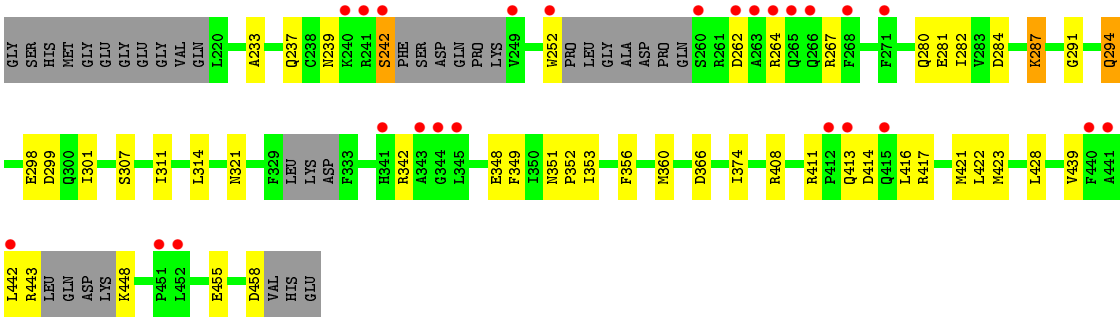 GLY SER HIS MET GLY GLU GLY GLU GLY VAL GLN L220 A233 Q237 C238 N239 K240 R241 S242 PHE SER ASP GLN PRO LYS V249 W252 PRO LEU GLY ALA ASP PRO GLN S260 R261 D262 A263 R264 Q265 Q266 R267 F268 F271 Q280 E281 I282 V283 D284 K287 G291 Q294
E298 D299 Q300 I301 S307 I311 L314 N321 F329 LEU LYS ASP F333 H341 R342 A343 G344 L345 E348 F349 I350 N351 P352 I353 F356 M360 D366 I374 R408 R411 P412 Q413 D414 Q415 L416 R417 M421 L422 M423 L428 V439 F440 A441
L442 R443 LEU GLN ASP LYS K448 P451 L452 E455 D458 VAL HIS GLU